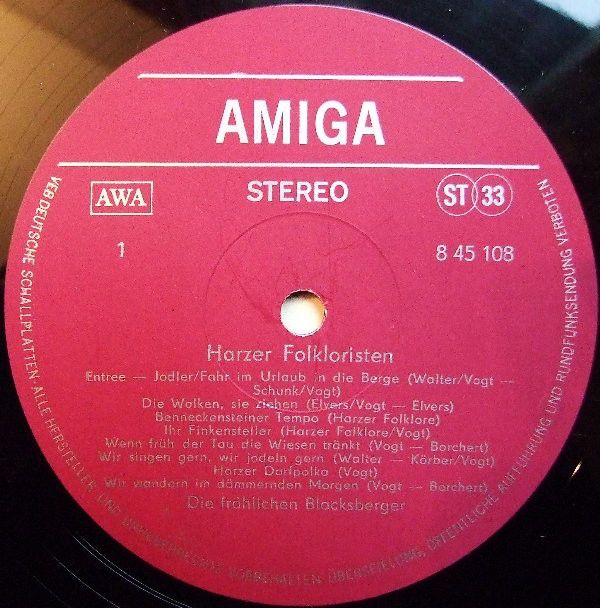 AMIGA
AWA
STEREO
ST 33
1
8 45 108
Harzer Folkloristen
Entree — Jodler/Fahr im Urlaub in die Berge (Walter/Vogt —
Schunk/Vogt)
Die Wolken, sie ziehen (Elvers/Vogt — Elvers)
Benneckensteiner Tempo (Harzer Folklore)
Ihr Finkensteller (Harzer Folklore/Vogt)
Wenn früh der Tau die Wiesen tränkt (Vogt — Borchert)
Wir singen gern, wir jodeln gern (Walter — Körber/Vogt)
Harzer Dorfpolka (Vogt)
Wir wandern im dämmernden Morgen (Vogt — Borchert)
Die fröhlichen Blocksberger
VEB DEUTSCHE SCHALLPLATTEN. ALLE HERSTELLER- UND URHEBERRECHTE VORBEHALTEN. ÜBERSPIELUNG, ÖFFENTLICHE AUFFÜHRUNG UND RUNDFUNKSENDUNG VERBOTEN